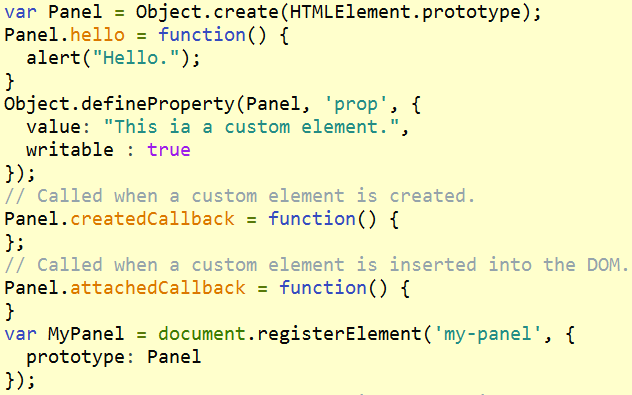 var Panel = Object.create(HTMLElement.prototype);
Panel.hello = function() {
  alert("Hello.");
}
Object.defineProperty(Panel, 'prop', {
  value: "This ia a custom element.",
  writable : true
});
// Called when a custom element is created.
Panel.createdCallback = function() {
};
// Called when a custom element is inserted into the DOM.
Panel.attachedCallback = function() {
}
var MyPanel = document.registerElement('my-panel', {
  prototype: Panel
});